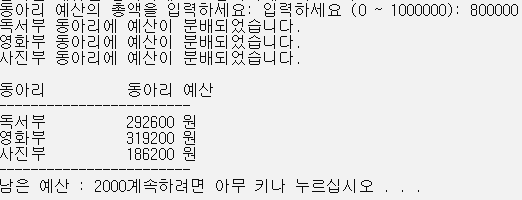 동아리 예산의 총액을 입력하세요: 입력하세요 (0 ~ 1000000): 800000
독서부 동아리에 예산이 분배되었습니다.
영화부 동아리에 예산이 분배되었습니다.
사진부 동아리에 예산이 분배되었습니다.
동아리 동아리 예산
------------------------
독서부 292600 원
영화부 319200 원
사진부 186200 원
------------------------
남은 예산 : 2000계속하려면 아무 키나 누르십시오 . . .